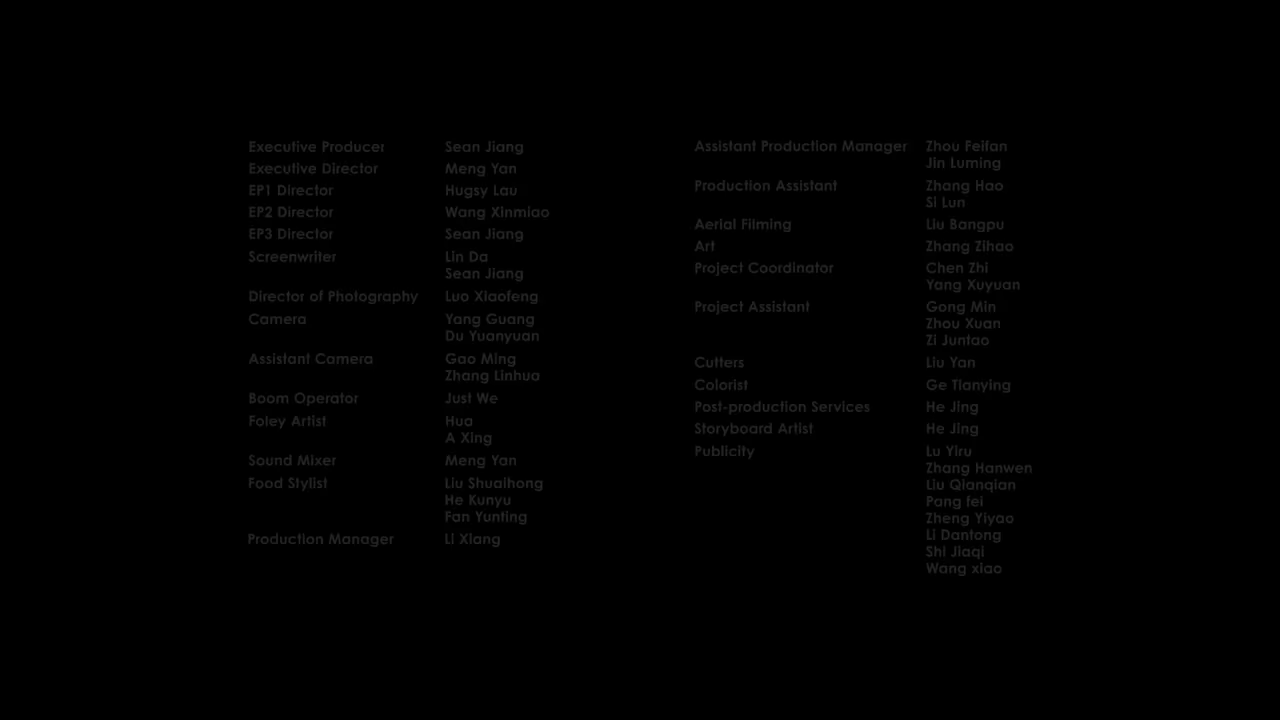 Executive Producer Sean Jiang
Executive Director Meng Yan
EP1 Director Hugsy Lau
EP2 Director Wang Xinmiao
EP3 Director Sean Jiang
Screenwriter Lin Da
Sean Jiang
Director of Photography Luo Xiaofeng
Camera Yang Guang
Du Yuanyuan
Assistant Camera Gao Ming
Zhang Linhua
Boom Operator Just We
Foley Artist Hua
A Xing
Sound Mixer Meng Yan
Food Stylist Liu Shuaihong
He Kunyu
Fan Yunting
Production Manager Li Xiang
Assistant Production Manager Zhou Feifan
Jin Luming
Production Assistant Zhang Hao
Si Lun
Aerial Filming Liu Bangpu
Art Zhang Zihao
Project Coordinator Chen Zhi
Yang Xuyuan
Project Assistant Gong Min
Zhou Xuan
Zi Juntao
Cutters Liu Yan
Colorist Ge Tianying
Post-production Services He Jing
Storyboard Artist He Jing
Publicity Lu Yiru
Zhang Hanwen
Liu Qianqian
Pang fei
Zheng Yiyao
Li Dantong
Shi Jiaqi
Wang xiao